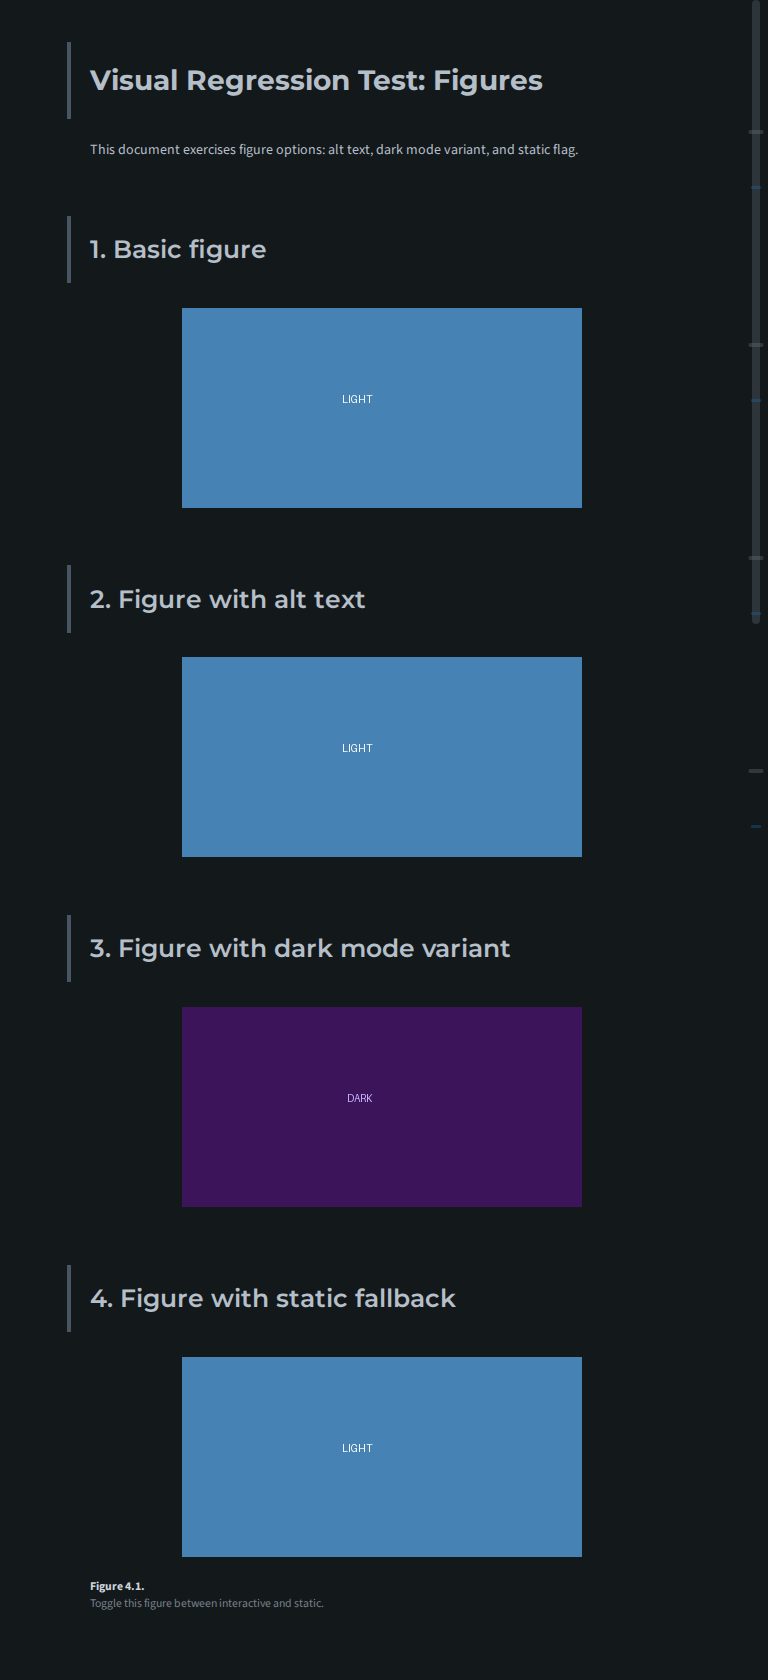 Visual Regression Test: Figures
This document exercises figure options: alt text, dark mode variant, and static flag.
1. Basic figure
LIGHT
2. Figure with alt text
LIGHT
3. Figure with dark mode variant
DARK
4. Figure with static fallback
LIGHT
Figure 4.1.
Toggle this figure between interactive and static.